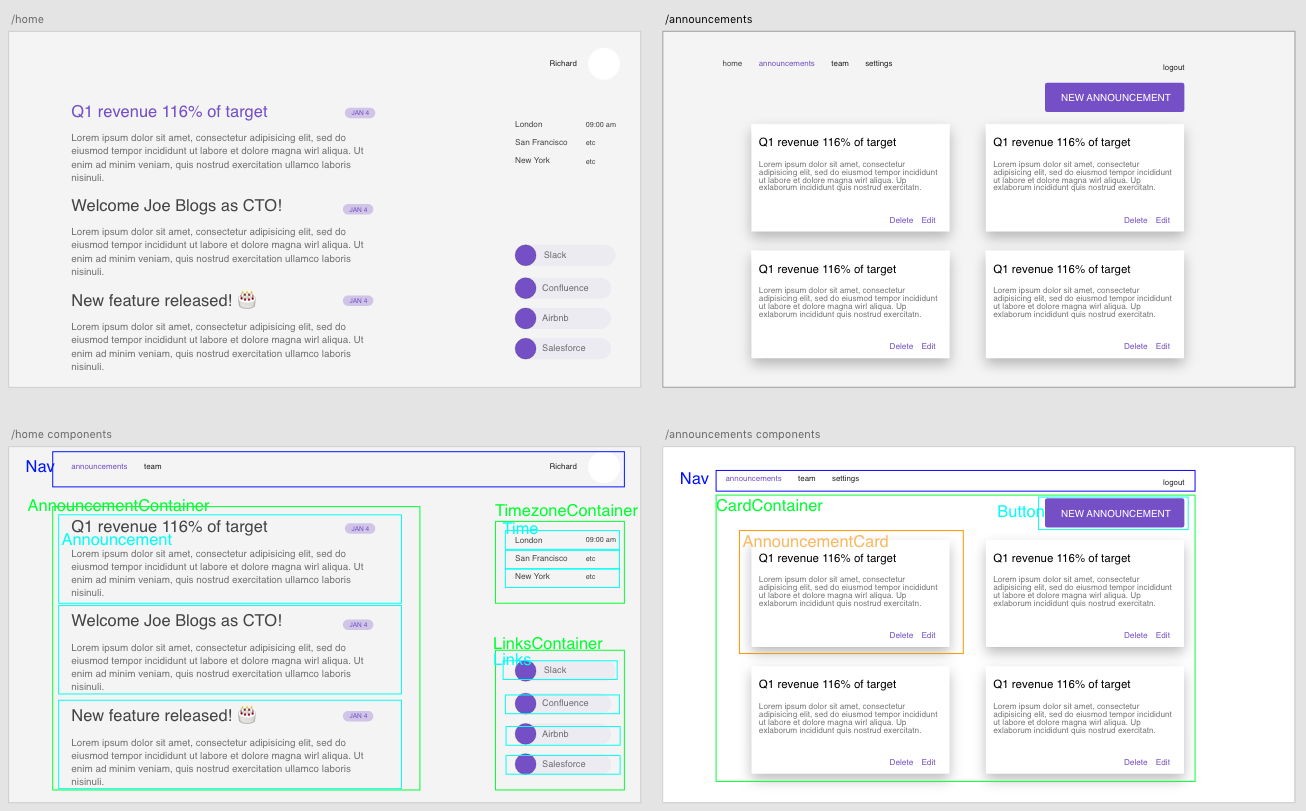 /home
Richard
Q1 revenue 116% of target
JAN 4
Lorem ipsum dolor sit amet, consectetur adipisicing elit, sed do
eiusmod tempor incididunt ut labore et dolore magna wirl aliqua. Ut
enim ad minim veniam, quis nostrud exercitation ullamco laboris
nisinuli.
Welcome Joe Blogs as CTO!
JAN 4
Lorem ipsum dolor sit amet, consectetur adipisicing elit, sed do
eiusmod tempor incididunt ut labore et dolore magna wirl aliqua. Ut
enim ad minim veniam, quis nostrud exercitation ullamco laboris
nisinuli.
New feature released! 🎂
JAN 4
Lorem ipsum dolor sit amet, consectetur adipisicing elit, sed do
eiusmod tempor incididunt ut labore et dolore magna wirl aliqua. Ut
enim ad minim veniam, quis nostrud exercitation ullamco laboris
nisinuli.
London 09:00 am
San Francisco etc
New York etc
Slack
Confluence
Airbnb
Salesforce
/announcements
home announcements team settings
logout
NEW ANNOUNCEMENT
Q1 revenue 116% of target
Lorem ipsum dolor sit amet, consectetur
adipisicing elit, sed do eiusmod tempor incididunt
ut labore et dolore magna wirl aliqua. Up
exlaborum incididunt quis nostrud exercitatn.
Delete Edit
Q1 revenue 116% of target
Lorem ipsum dolor sit amet, consectetur
adipisicing elit, sed do eiusmod tempor incididunt
ut labore et dolore magna wirl aliqua. Up
exlaborum incididunt quis nostrud exercitatn.
Delete Edit
Q1 revenue 116% of target
Lorem ipsum dolor sit amet, consectetur
adipisicing elit, sed do eiusmod tempor incididunt
ut labore et dolore magna wirl aliqua. Up
exlaborum incididunt quis nostrud exercitatn.
Delete Edit
Q1 revenue 116% of target
Lorem ipsum dolor sit amet, consectetur
adipisicing elit, sed do eiusmod tempor incididunt
ut labore et dolore magna wirl aliqua. Up
exlaborum incididunt quis nostrud exercitatn.
Delete Edit
/home components
Nav
announcements team
Richard
AnnouncementContainer
Q1 revenue 116% of target
JAN 4
Announcement
Lorem ipsum dolor sit amet, consectetur adipisicing elit, sed do
eiusmod tempor incididunt ut labore et dolore magna wirl aliqua. Ut
enim ad minim veniam, quis nostrud exercitation ullamco laboris
nisinuli.
Welcome Joe Blogs as CTO!
JAN 4
Lorem ipsum dolor sit amet, consectetur adipisicing elit, sed do
eiusmod tempor incididunt ut labore et dolore magna wirl aliqua. Ut
enim ad minim veniam, quis nostrud exercitation ullamco laboris
nisinuli.
New feature released! 🎂
JAN 4
Lorem ipsum dolor sit amet, consectetur adipisicing elit, sed do
eiusmod tempor incididunt ut labore et dolore magna wirl aliqua. Ut
enim ad minim veniam, quis nostrud exercitation ullamco laboris
nisinuli.
TimezoneContainer
Time
London 09:00 am
San Francisco etc
New York etc
LinksContainer
Links
Slack
Confluence
Airbnb
Salesforce
/announcements components
Nav
announcements team settings
logout
CardContainer
Button
NEW ANNOUNCEMENT
AnnouncementCard
Q1 revenue 116% of target
Lorem ipsum dolor sit amet, consectetur
adipisicing elit, sed do eiusmod tempor incididunt
ut labore et dolore magna wirl aliqua. Up
exlaborum incididunt quis nostrud exercitatn.
Delete Edit
Q1 revenue 116% of target
Lorem ipsum dolor sit amet, consectetur
adipisicing elit, sed do eiusmod tempor incididunt
ut labore et dolore magna wirl aliqua. Up
exlaborum incididunt quis nostrud exercitatn.
Delete Edit
Q1 revenue 116% of target
Lorem ipsum dolor sit amet, consectetur
adipisicing elit, sed do eiusmod tempor incididunt
ut labore et dolore magna wirl aliqua. Up
exlaborum incididunt quis nostrud exercitatn.
Delete Edit
Q1 revenue 116% of target
Lorem ipsum dolor sit amet, consectetur
adipisicing elit, sed do eiusmod tempor incididunt
ut labore et dolore magna wirl aliqua. Up
exlaborum incididunt quis nostrud exercitatn.
Delete Edit